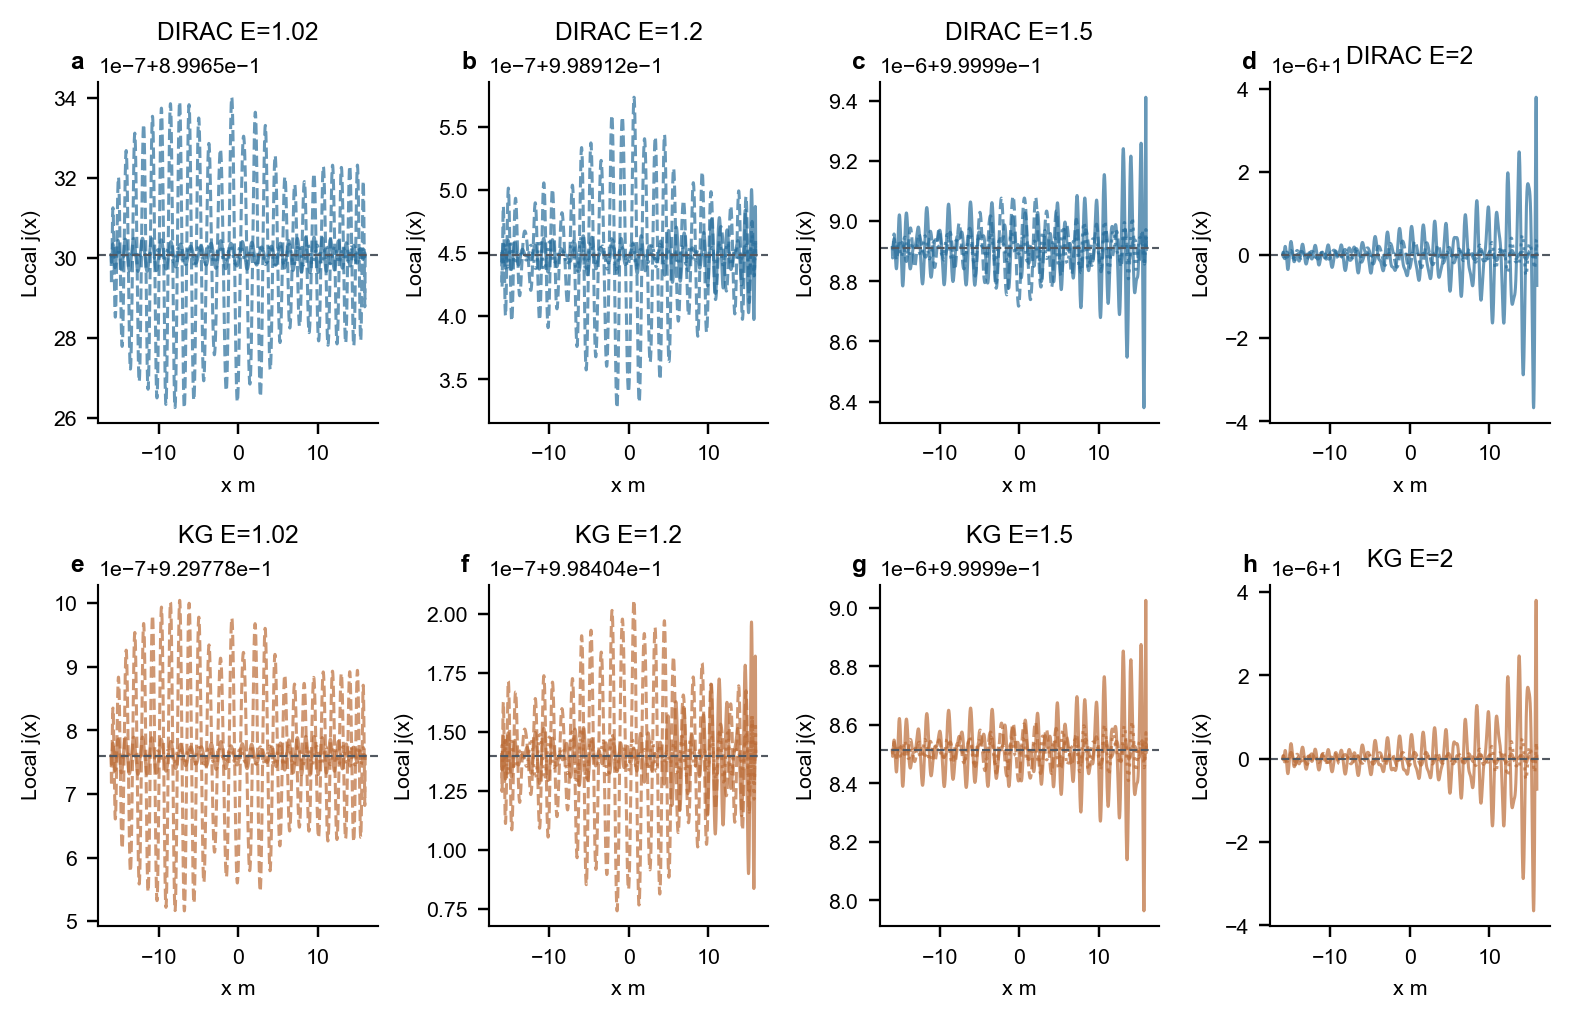 DIRAC E=1.02
a 1e−7+8.9965e−1
34
32
30
28
26
Local j(x)
−10 0 10
x m
DIRAC E=1.2
b 1e−7+9.98912e−1
5.5
5.0
4.5
4.0
3.5
Local j(x)
−10 0 10
x m
DIRAC E=1.5
c 1e−6+9.9999e−1
9.4
9.2
9.0
8.8
8.6
8.4
Local j(x)
−10 0 10
x m
DIRAC E=2
d 1e−6+1
4
2
0
−2
−4
Local j(x)
−10 0 10
x m
KG E=1.02
e 1e−7+9.29778e−1
10
9
8
7
6
5
Local j(x)
−10 0 10
x m
KG E=1.2
f 1e−7+9.98404e−1
2.00
1.75
1.50
1.25
1.00
0.75
Local j(x)
−10 0 10
x m
KG E=1.5
g 1e−6+9.9999e−1
9.0
8.8
8.6
8.4
8.2
8.0
Local j(x)
−10 0 10
x m
KG E=2
h 1e−6+1
4
2
0
−2
−4
Local j(x)
−10 0 10
x m